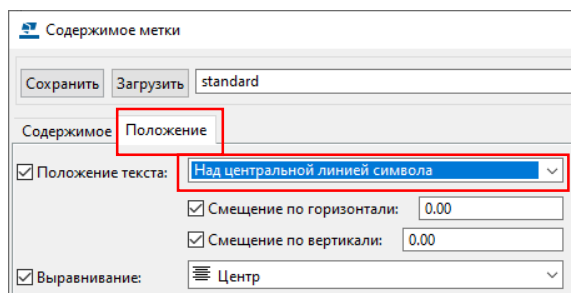 Содержимое метки
Сохранить Загрузить standard
Содержимое Положение
Положение текста: Над центральной линией символа
Смещение по горизонтали: 0.00
Смещение по вертикали: 0.00
Выравнивание: Центр